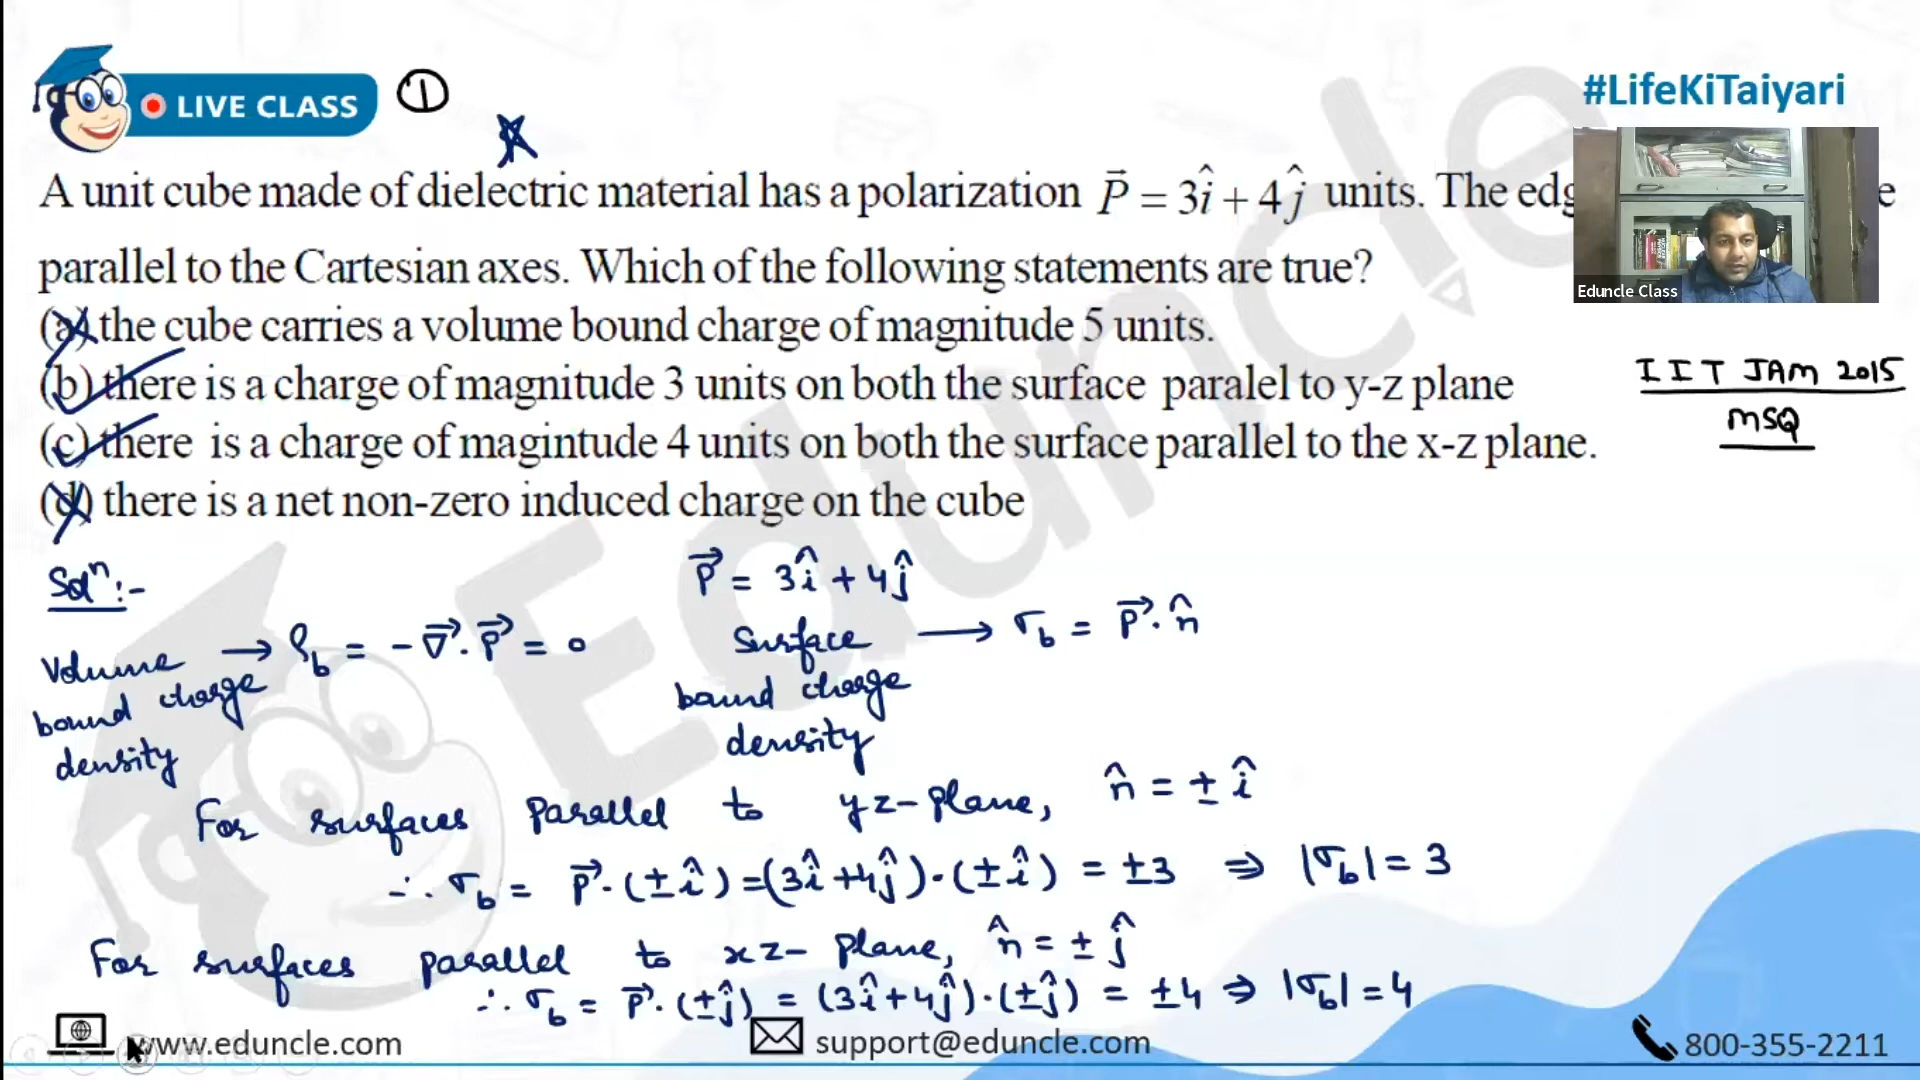 LIVE CLASS
①
#LifeKiTaiyari
A unit cube made of dielectric material has a polarization P⃗ = 3î + 4ĵ units. The edg e
parallel to the Cartesian axes. Which of the following statements are true?
Eduncle Class
(a) the cube carries a volume bound charge of magnitude 5 units.
(b) there is a charge of magnitude 3 units on both the surface paralel to y-z plane
(c) there is a charge of magintude 4 units on both the surface parallel to the x-z plane.
(d) there is a net non-zero induced charge on the cube
IIT JAM 2015
MSQ
Solⁿ:-
P⃗ = 3î + 4ĵ
Volume bound charge density → ρb = - ∇⃗. P⃗ = 0
Surface bound charge density → σb = P⃗. n̂
For surfaces parallel to yz-plane, n̂ = ± î
∴ σb = P⃗. (± î) = (3î + 4ĵ).(± î) = ±3 ⇒ |σb| = 3
For surfaces parallel to xz- plane, n̂ = ± ĵ
∴ σb = P⃗. (±ĵ) = (3î + 4ĵ).(±ĵ) = ±4 ⇒ |σb| = 4
www.eduncle.com
support@eduncle.com
800-355-2211
Eduncle